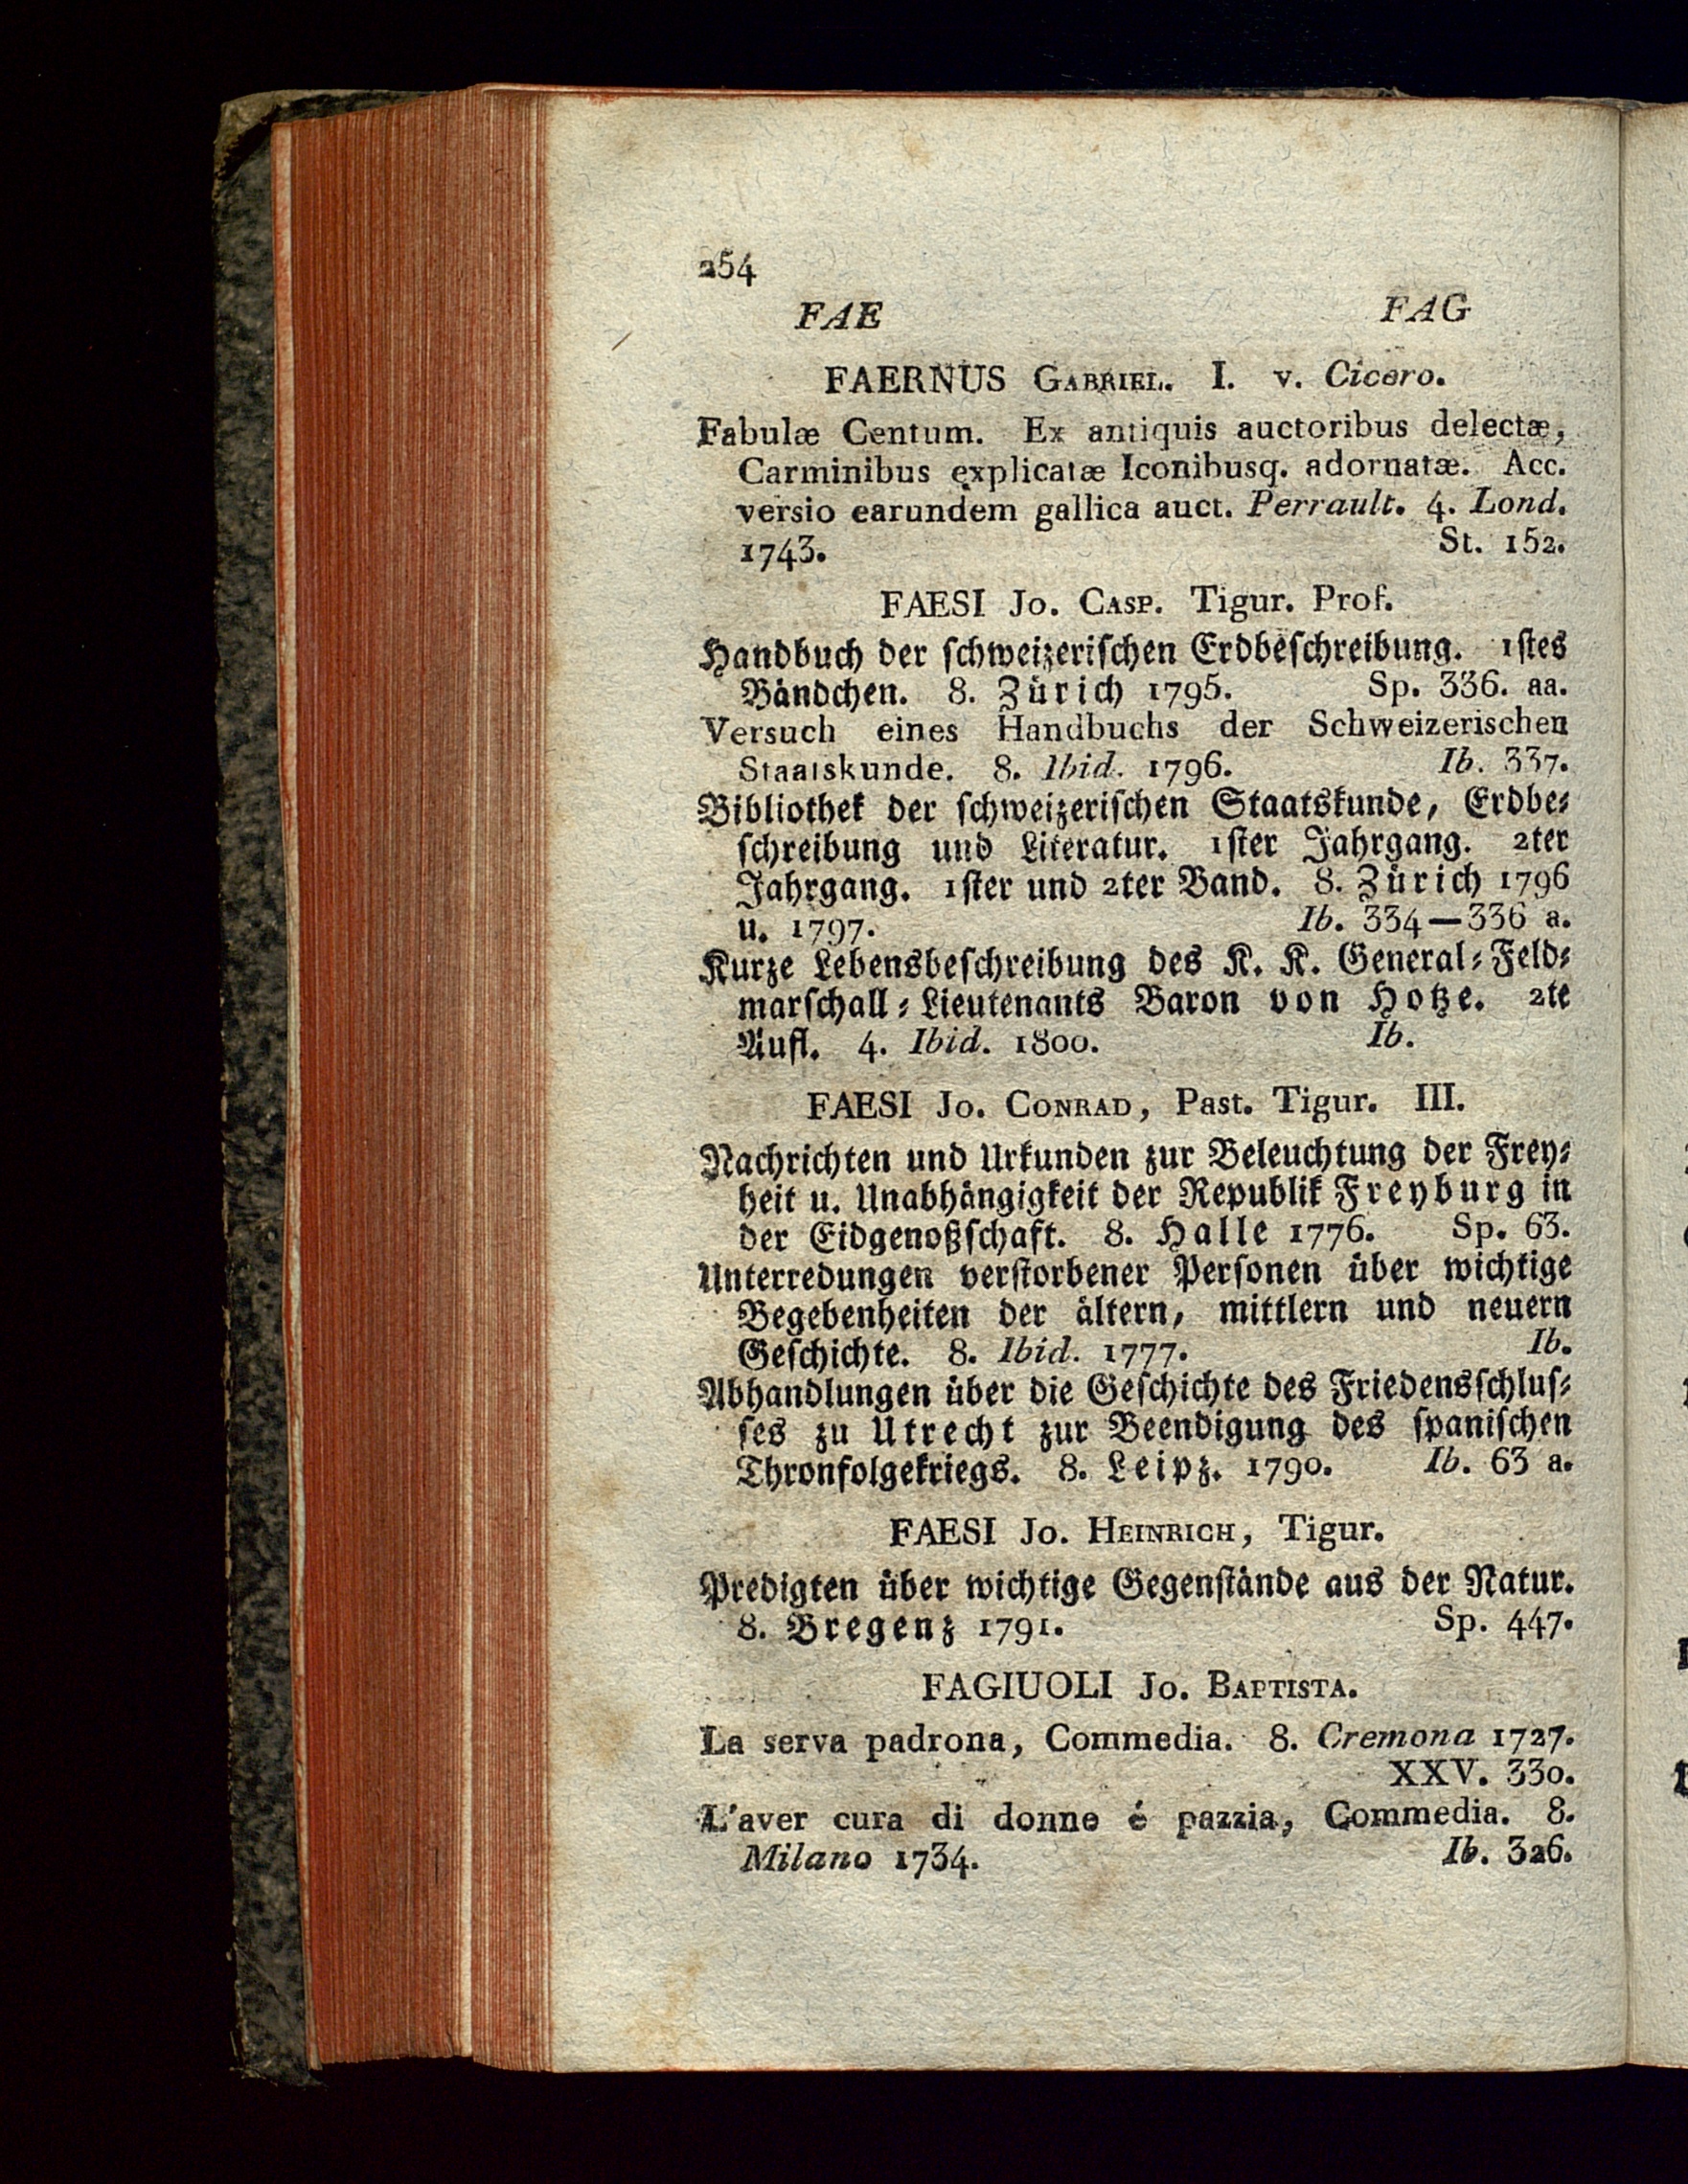 254
FAE FAG
FAERNUS GABRIEL. I. v. Cicero.
Fabulæ Centum. Ex antiquis auctoribus delectæ,
Carminibus explicatæ Iconibusq. adornatæ. Acc.
versio earundem gallica auct. Perrault. 4. Lond.
1743. St. 152.
FAESI Jo. CASP. Tigur. Prof.
Handbuch der ſchweizeriſchen Erdbeſchreibung. 1ſtes
Bändchen. 8. Zürich 1795. Sp. 336. aa.
Versuch eines Handbuchs der Schweizerischen
Staatskunde. 8. Ibid. 1796. Ib. 337.
Bibliothek der ſchweizeriſchen Staatskunde, Erdbe⸗
ſchreibung und Literatur. 1ſter Jahrgang. 2ter
Jahrgang. 1ſter und 2ter Band. 8. Zürich 1796
u. 1797. Ib. 334—336 a.
Kurze Lebensbeſchreibung des K. K. General⸗Feld⸗
marſchall⸗Lieutenants Baron von Hotze. 2te
Aufl. 4. Ibid. 1800. Ib.
FAESI Jo. CONRAD, Past. Tigur. III.
Nachrichten und Urkunden zur Beleuchtung der Frey⸗
heit u. Unabhängigkeit der Republik Freyburg in
der Eidgenoßſchaft. 8. Halle 1776. Sp. 63.
Unterredungen verſtorbener Perſonen über wichtige
Begebenheiten der ältern, mittlern und neuern
Geſchichte. 8. Ibid. 1777. Ib.
Abhandlungen über die Geſchichte des Friedensſchluſ⸗
ſes zu Utrecht zur Beendigung des ſpaniſchen
Thronfolgekriegs. 8. Leipz. 1790. Ib. 63 a.
FAESI Jo. HEINRICH, Tigur.
Predigten über wichtige Gegenſtände aus der Natur.
8. Bregenz 1791. Sp. 447.
FAGIUOLI Jo. BAPTISTA.
La serva padrona, Commedia. 8. Cremona 1727.
XXV. 330.
L'aver cura di donne é pazzia, Commedia. 8.
Milano 1734. Ib. 326.